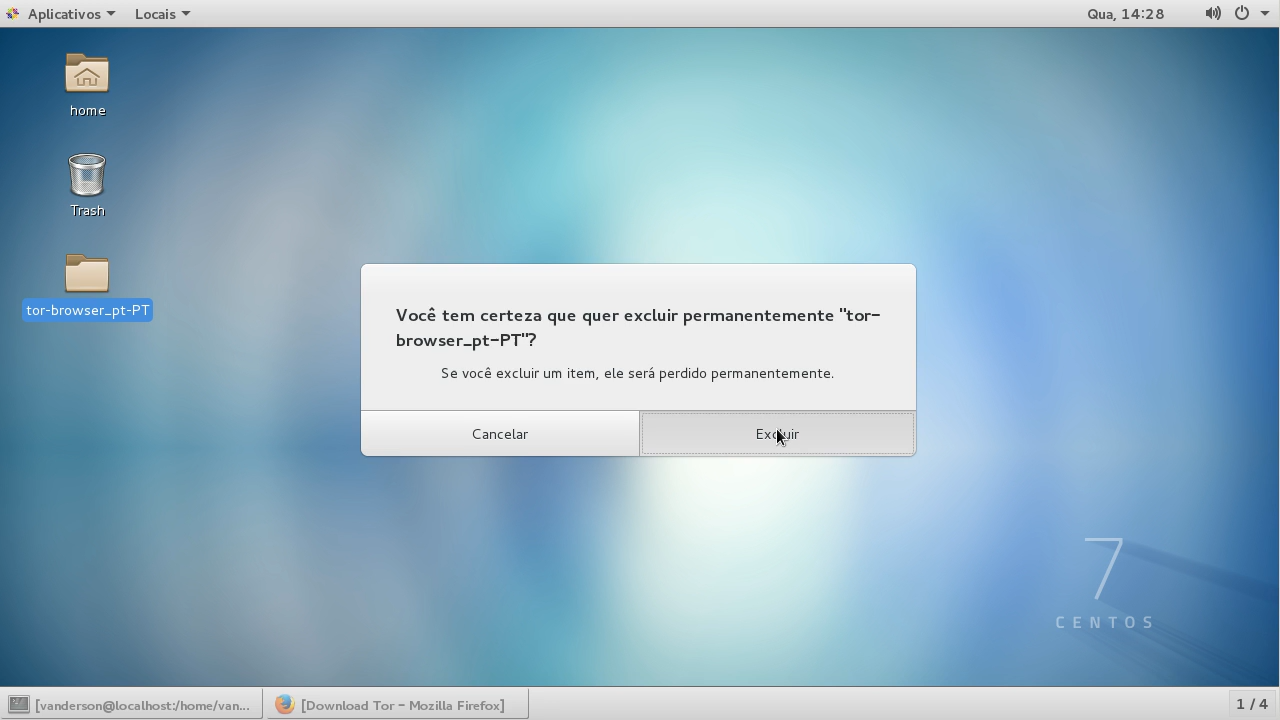 Aplicativos Locais Qua, 14:28
home
Trash
tor-browser_pt-PT
Você tem certeza que quer excluir permanentemente "tor-
browser_pt-PT"?
Se você excluir um item, ele será perdido permanentemente.
Cancelar Excluir
7
CENTOS
[vanderson@localhost:/home/van... [Download Tor - Mozilla Firefox] 1 / 4